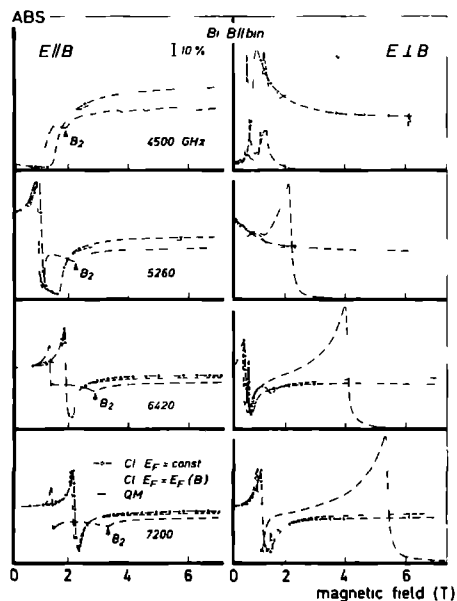 ABS
Bi B//bin
E//B
10 %
E⊥B
B₂
4500 GHz
B₂
5260
B₂
6420
Cl E_F = const
Cl E_F = E_F (B)
QM
B₂
7200
0 2 4 6
0 2 4 6
magnetic field (T)